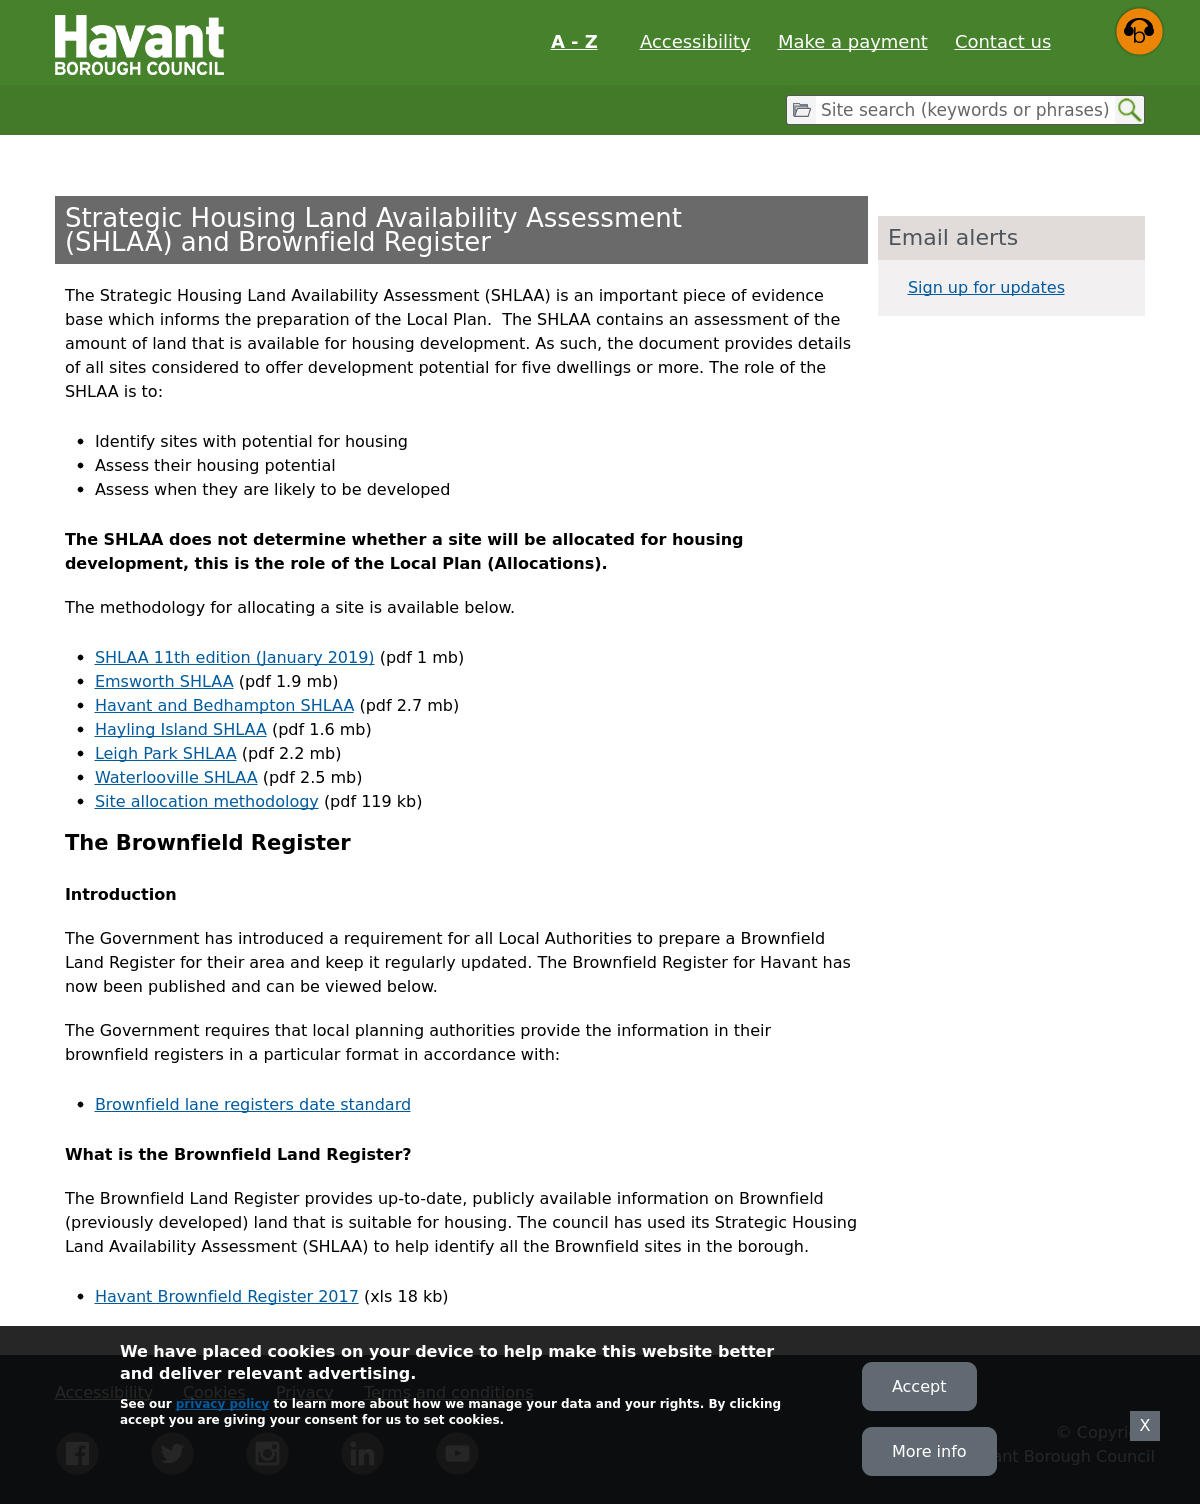 Havant
BOROUGH COUNCIL
A - Z Accessibility Make a payment Contact us
Site search (keywords or phrases)
Strategic Housing Land Availability Assessment
(SHLAA) and Brownfield Register
Email alerts
Sign up for updates
The Strategic Housing Land Availability Assessment (SHLAA) is an important piece of evidence
base which informs the preparation of the Local Plan.  The SHLAA contains an assessment of the
amount of land that is available for housing development. As such, the document provides details
of all sites considered to offer development potential for five dwellings or more. The role of the
SHLAA is to:
• Identify sites with potential for housing
• Assess their housing potential
• Assess when they are likely to be developed
The SHLAA does not determine whether a site will be allocated for housing
development, this is the role of the Local Plan (Allocations).
The methodology for allocating a site is available below.
• SHLAA 11th edition (January 2019) (pdf 1 mb)
• Emsworth SHLAA (pdf 1.9 mb)
• Havant and Bedhampton SHLAA (pdf 2.7 mb)
• Hayling Island SHLAA (pdf 1.6 mb)
• Leigh Park SHLAA (pdf 2.2 mb)
• Waterlooville SHLAA (pdf 2.5 mb)
• Site allocation methodology (pdf 119 kb)
The Brownfield Register
Introduction
The Government has introduced a requirement for all Local Authorities to prepare a Brownfield
Land Register for their area and keep it regularly updated. The Brownfield Register for Havant has
now been published and can be viewed below.
The Government requires that local planning authorities provide the information in their
brownfield registers in a particular format in accordance with:
• Brownfield lane registers date standard
What is the Brownfield Land Register?
The Brownfield Land Register provides up-to-date, publicly available information on Brownfield
(previously developed) land that is suitable for housing. The council has used its Strategic Housing
Land Availability Assessment (SHLAA) to help identify all the Brownfield sites in the borough.
• Havant Brownfield Register 2017 (xls 18 kb)
We have placed cookies on your device to help make this website better
and deliver relevant advertising.
See our privacy policy to learn more about how we manage your data and your rights. By clicking
accept you are giving your consent for us to set cookies.
Accept
More info
X
Accessibility Cookies Privacy Terms and conditions
©
Borough Council